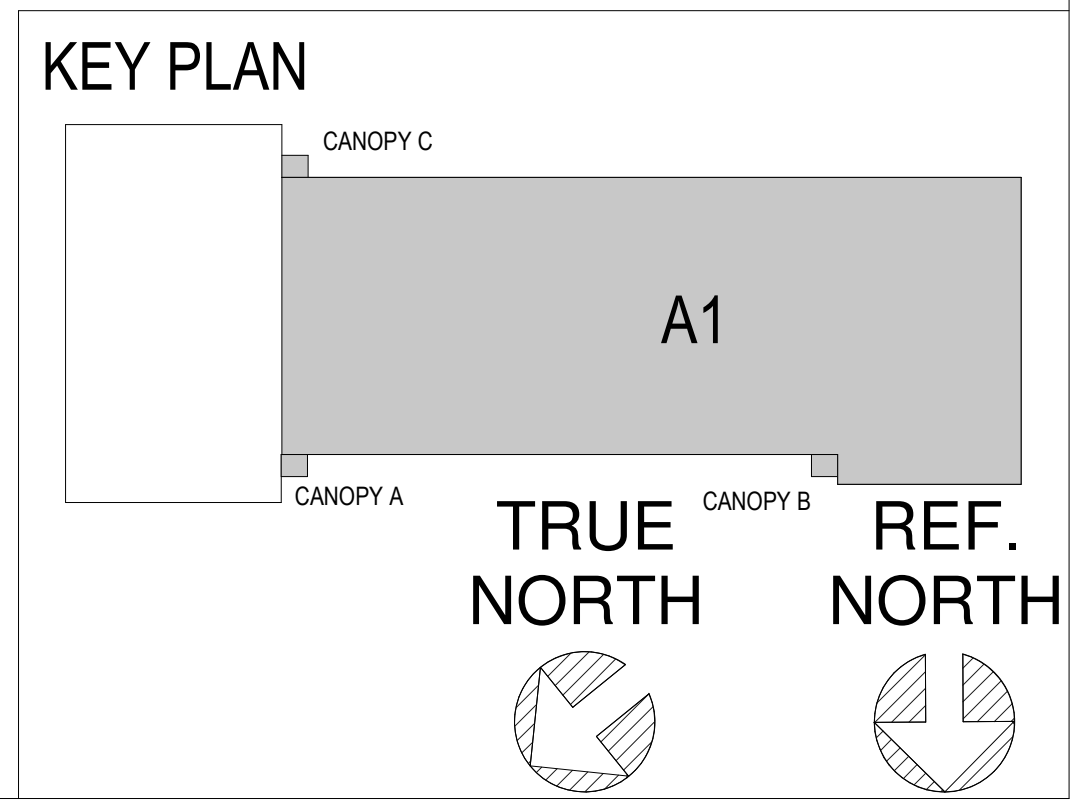 KEY PLAN
CANOPY C
A1
CANOPY A
CANOPY B
TRUE
NORTH
REF.
NORTH